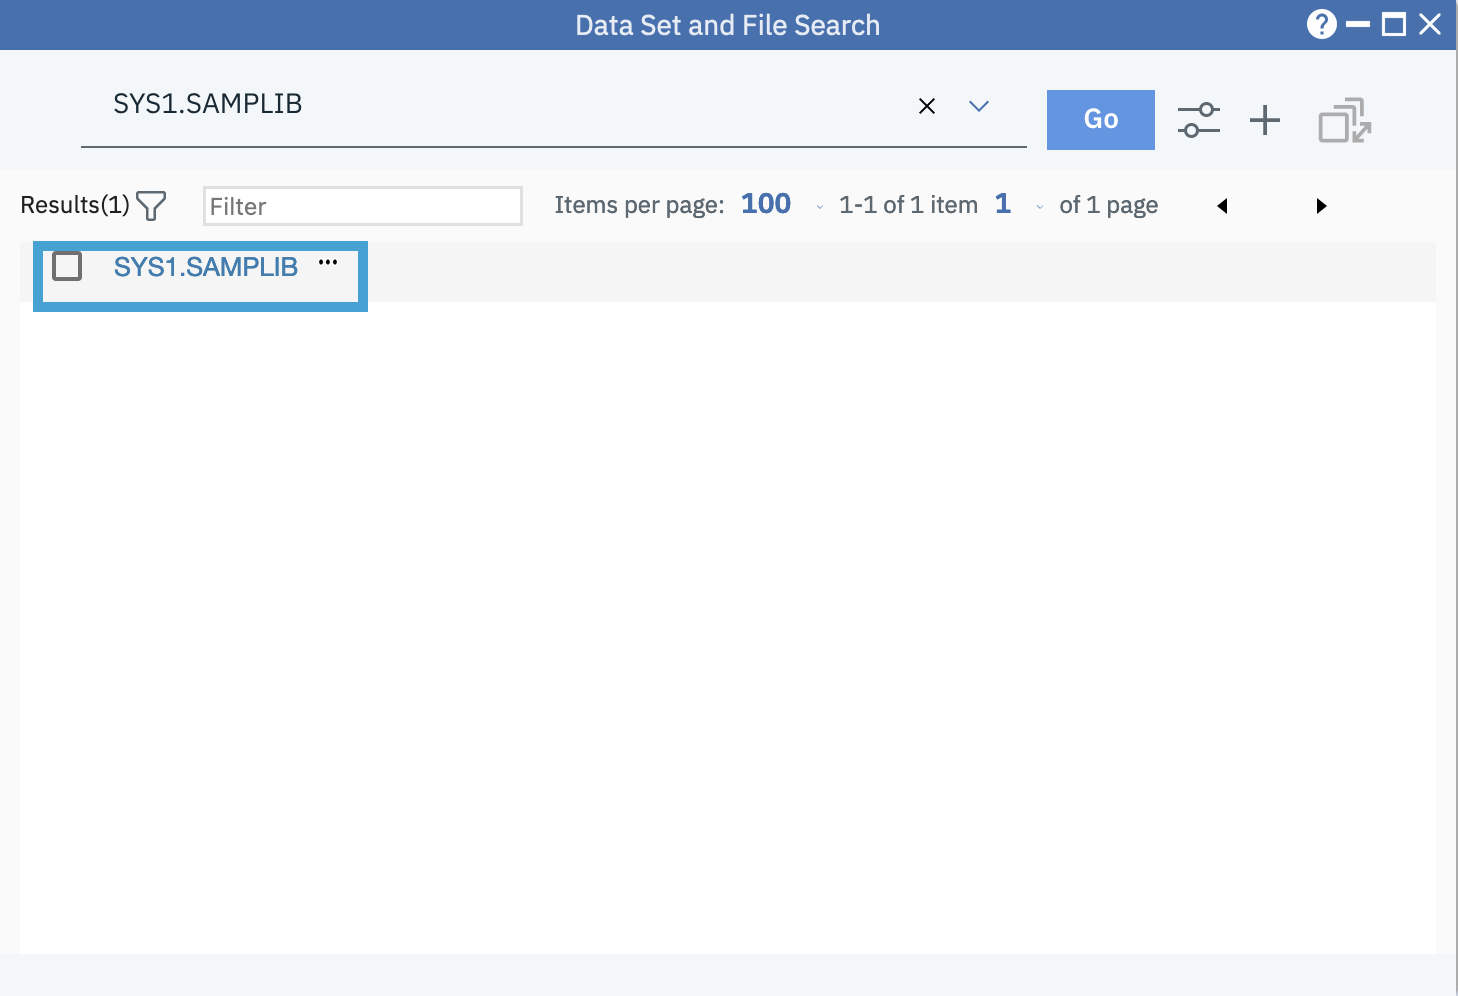 Data Set and File Search
SYS1.SAMPLIB
Go
Results(1) Filter Items per page: 100 1-1 of 1 item 1 of 1 page
SYS1.SAMPLIB ...